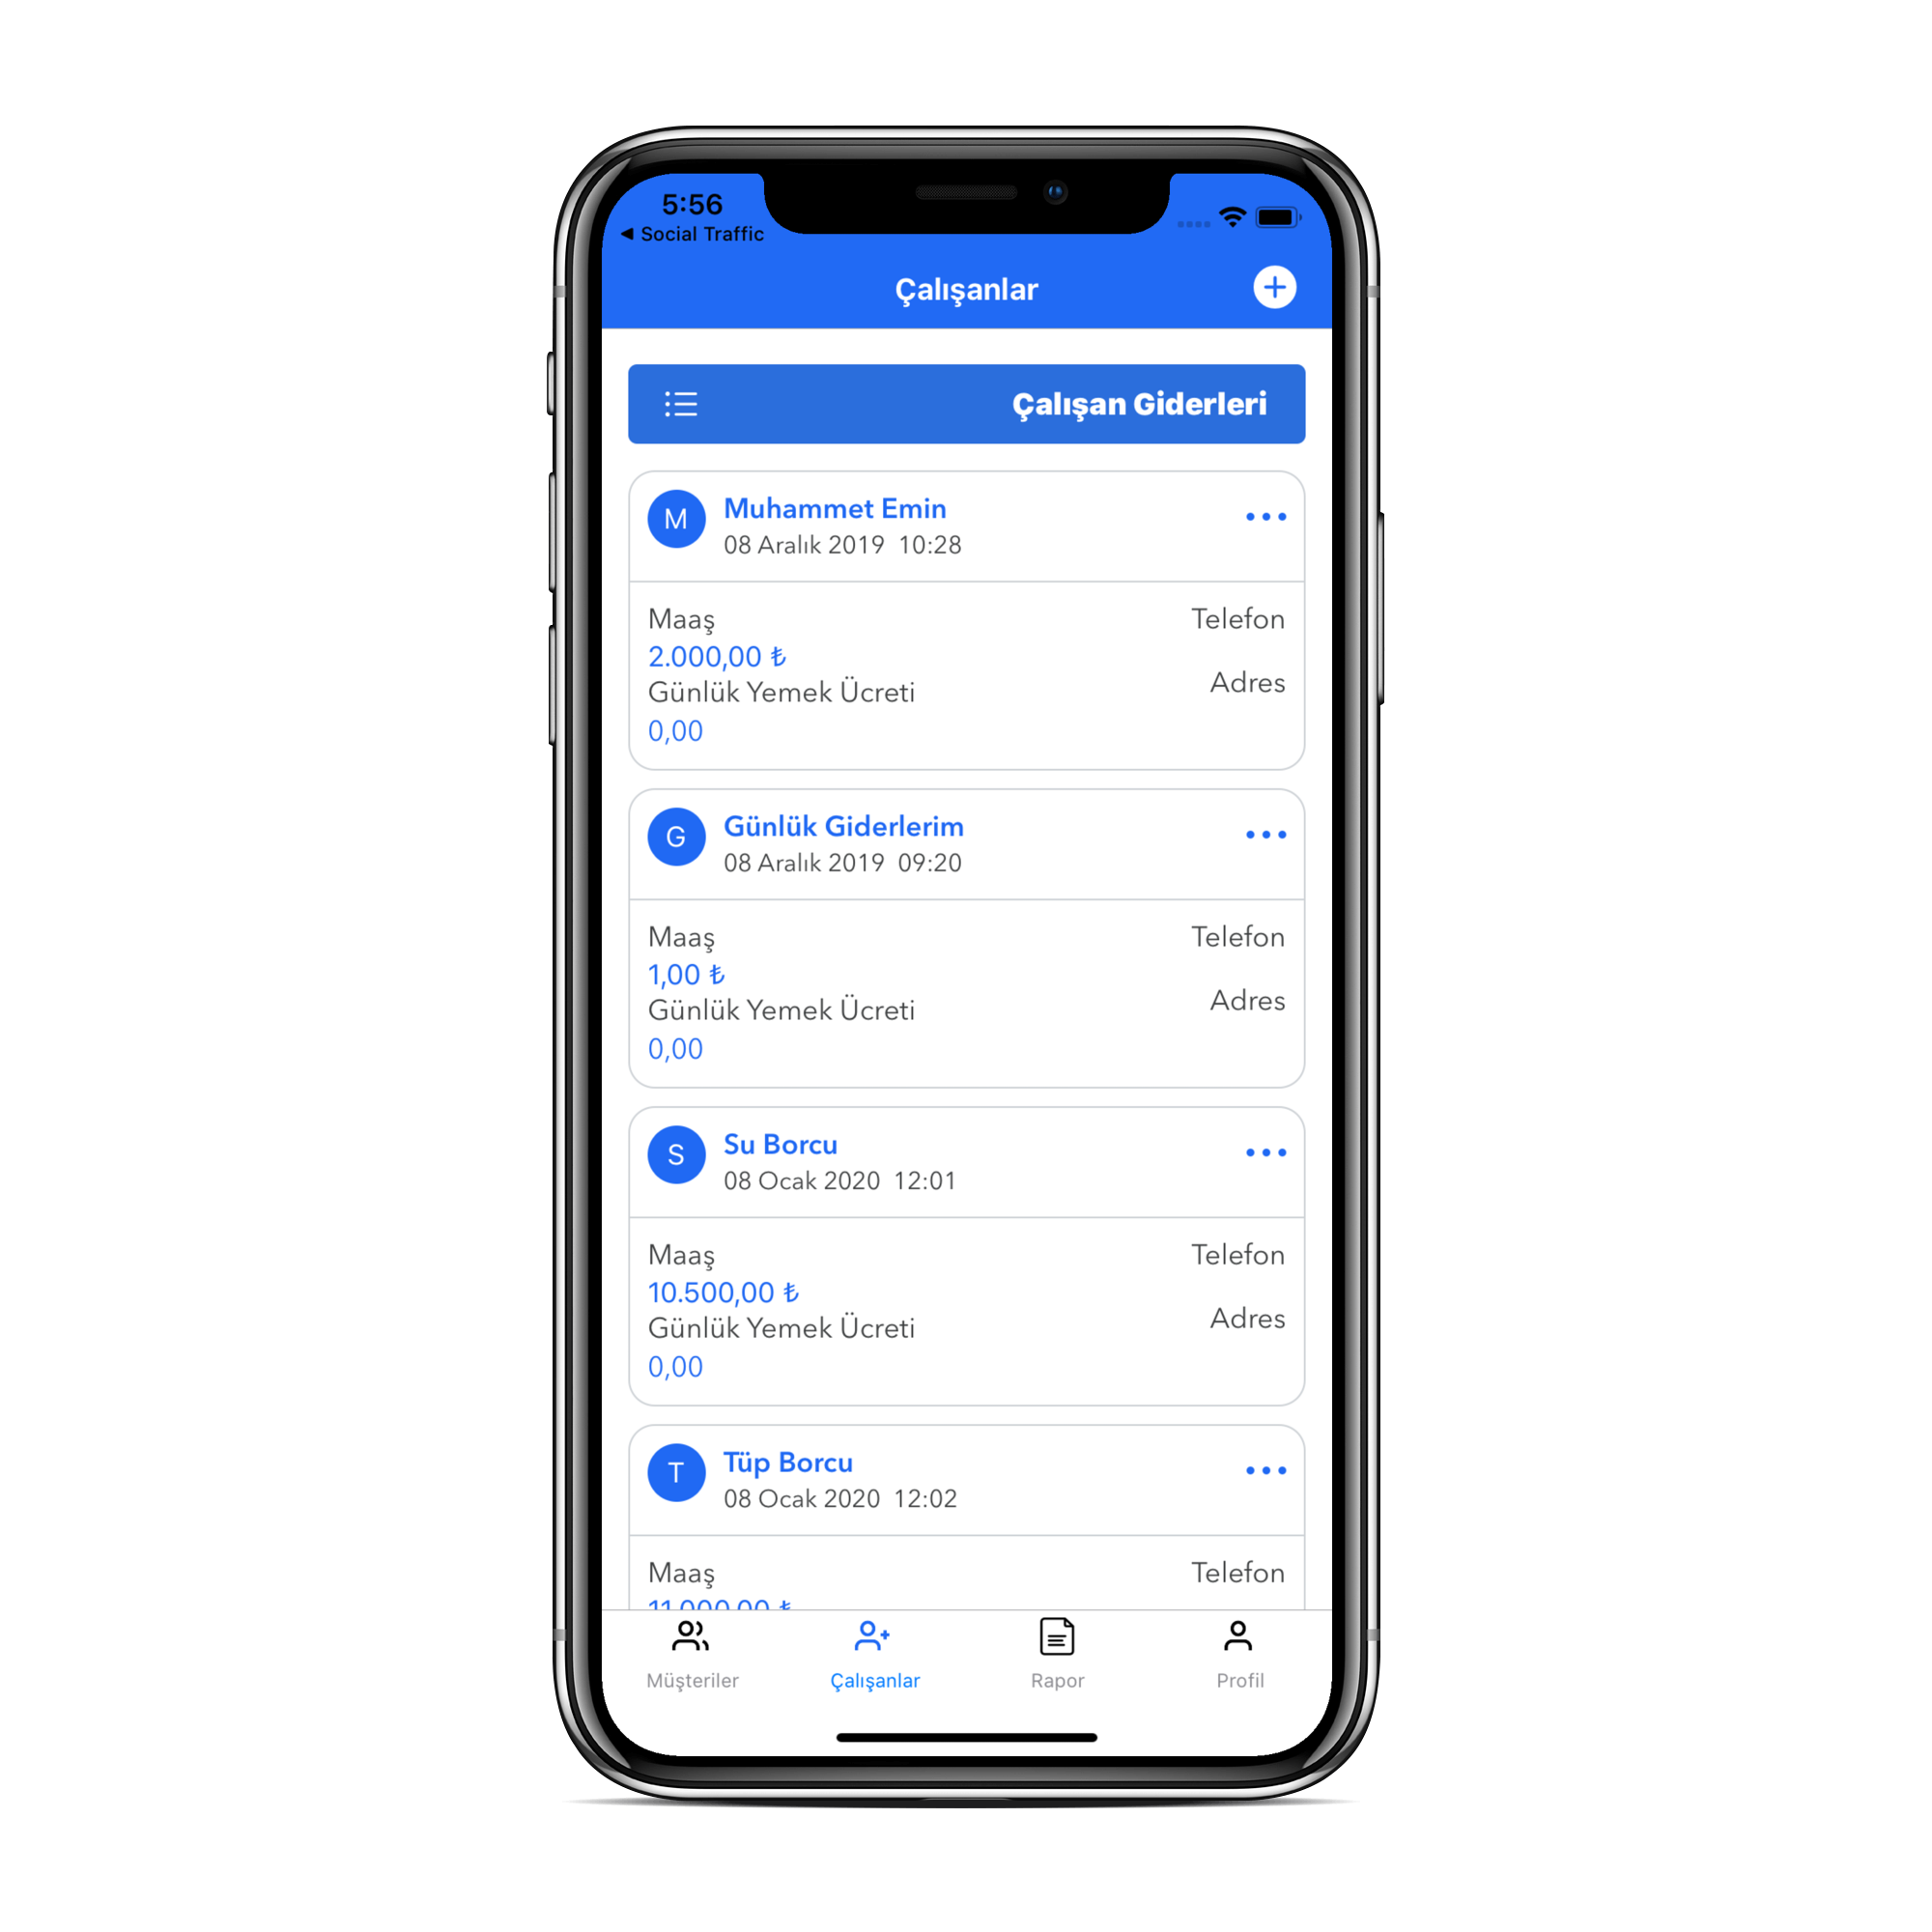 5:56
◀ Social Traffic
Çalışanlar
Çalışan Giderleri
M
Muhammet Emin
08 Aralık 2019 10:28
Maaş
Telefon
2.000,00 ₺
Günlük Yemek Ücreti
Adres
0,00
G
Günlük Giderlerim
08 Aralık 2019 09:20
Maaş
Telefon
1,00 ₺
Günlük Yemek Ücreti
Adres
0,00
S
Su Borcu
08 Ocak 2020 12:01
Maaş
Telefon
10.500,00 ₺
Günlük Yemek Ücreti
Adres
0,00
T
Tüp Borcu
08 Ocak 2020 12:02
Maaş
Telefon
11.000,00 ₺
Müşteriler
Çalışanlar
Rapor
Profil